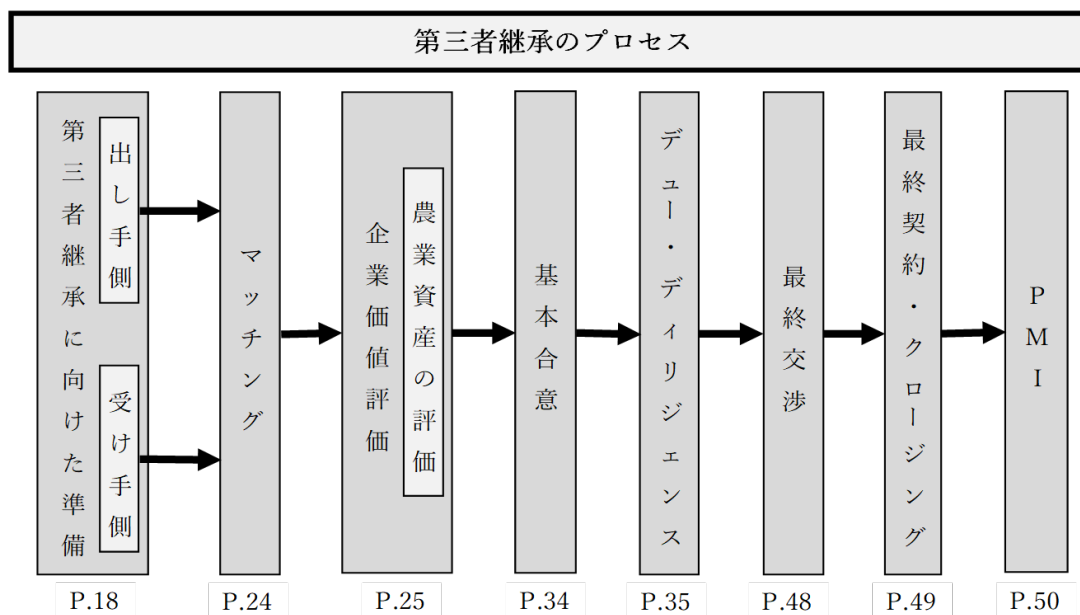 第三者継承のプロセス
第三者継承に向けた準備
出し手側
受け手側
マッチング
企業価値評価
農業資産の評価
基本合意
デュー・ディリジェンス
最終交渉
最終契約・クロージング
PMI
P.18
P.24
P.25
P.34
P.35
P.48
P.49
P.50